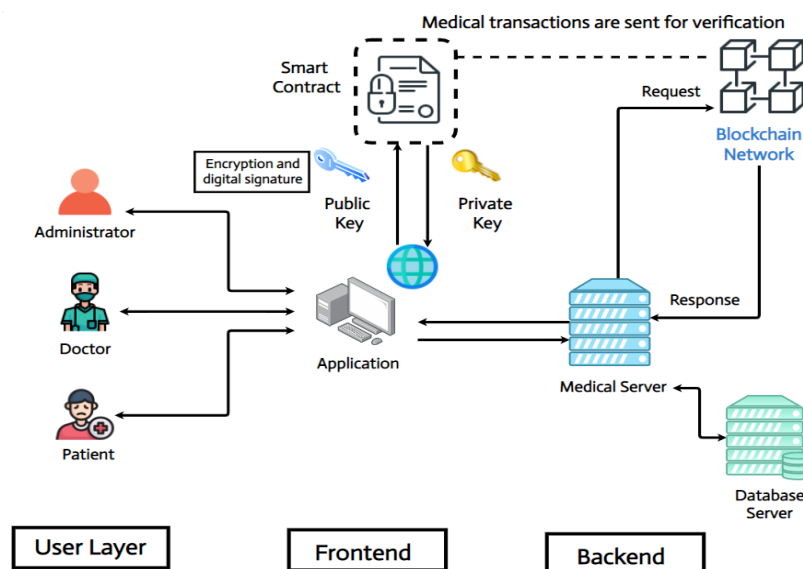 Medical transactions are sent for verification
Smart
Contract
Request
Blockchain
Network
Encryption and
digital signature
Public
Key
Private
Key
Administrator
Doctor
Patient
Application
Response
Medical Server
Database
Server
User Layer
Frontend
Backend